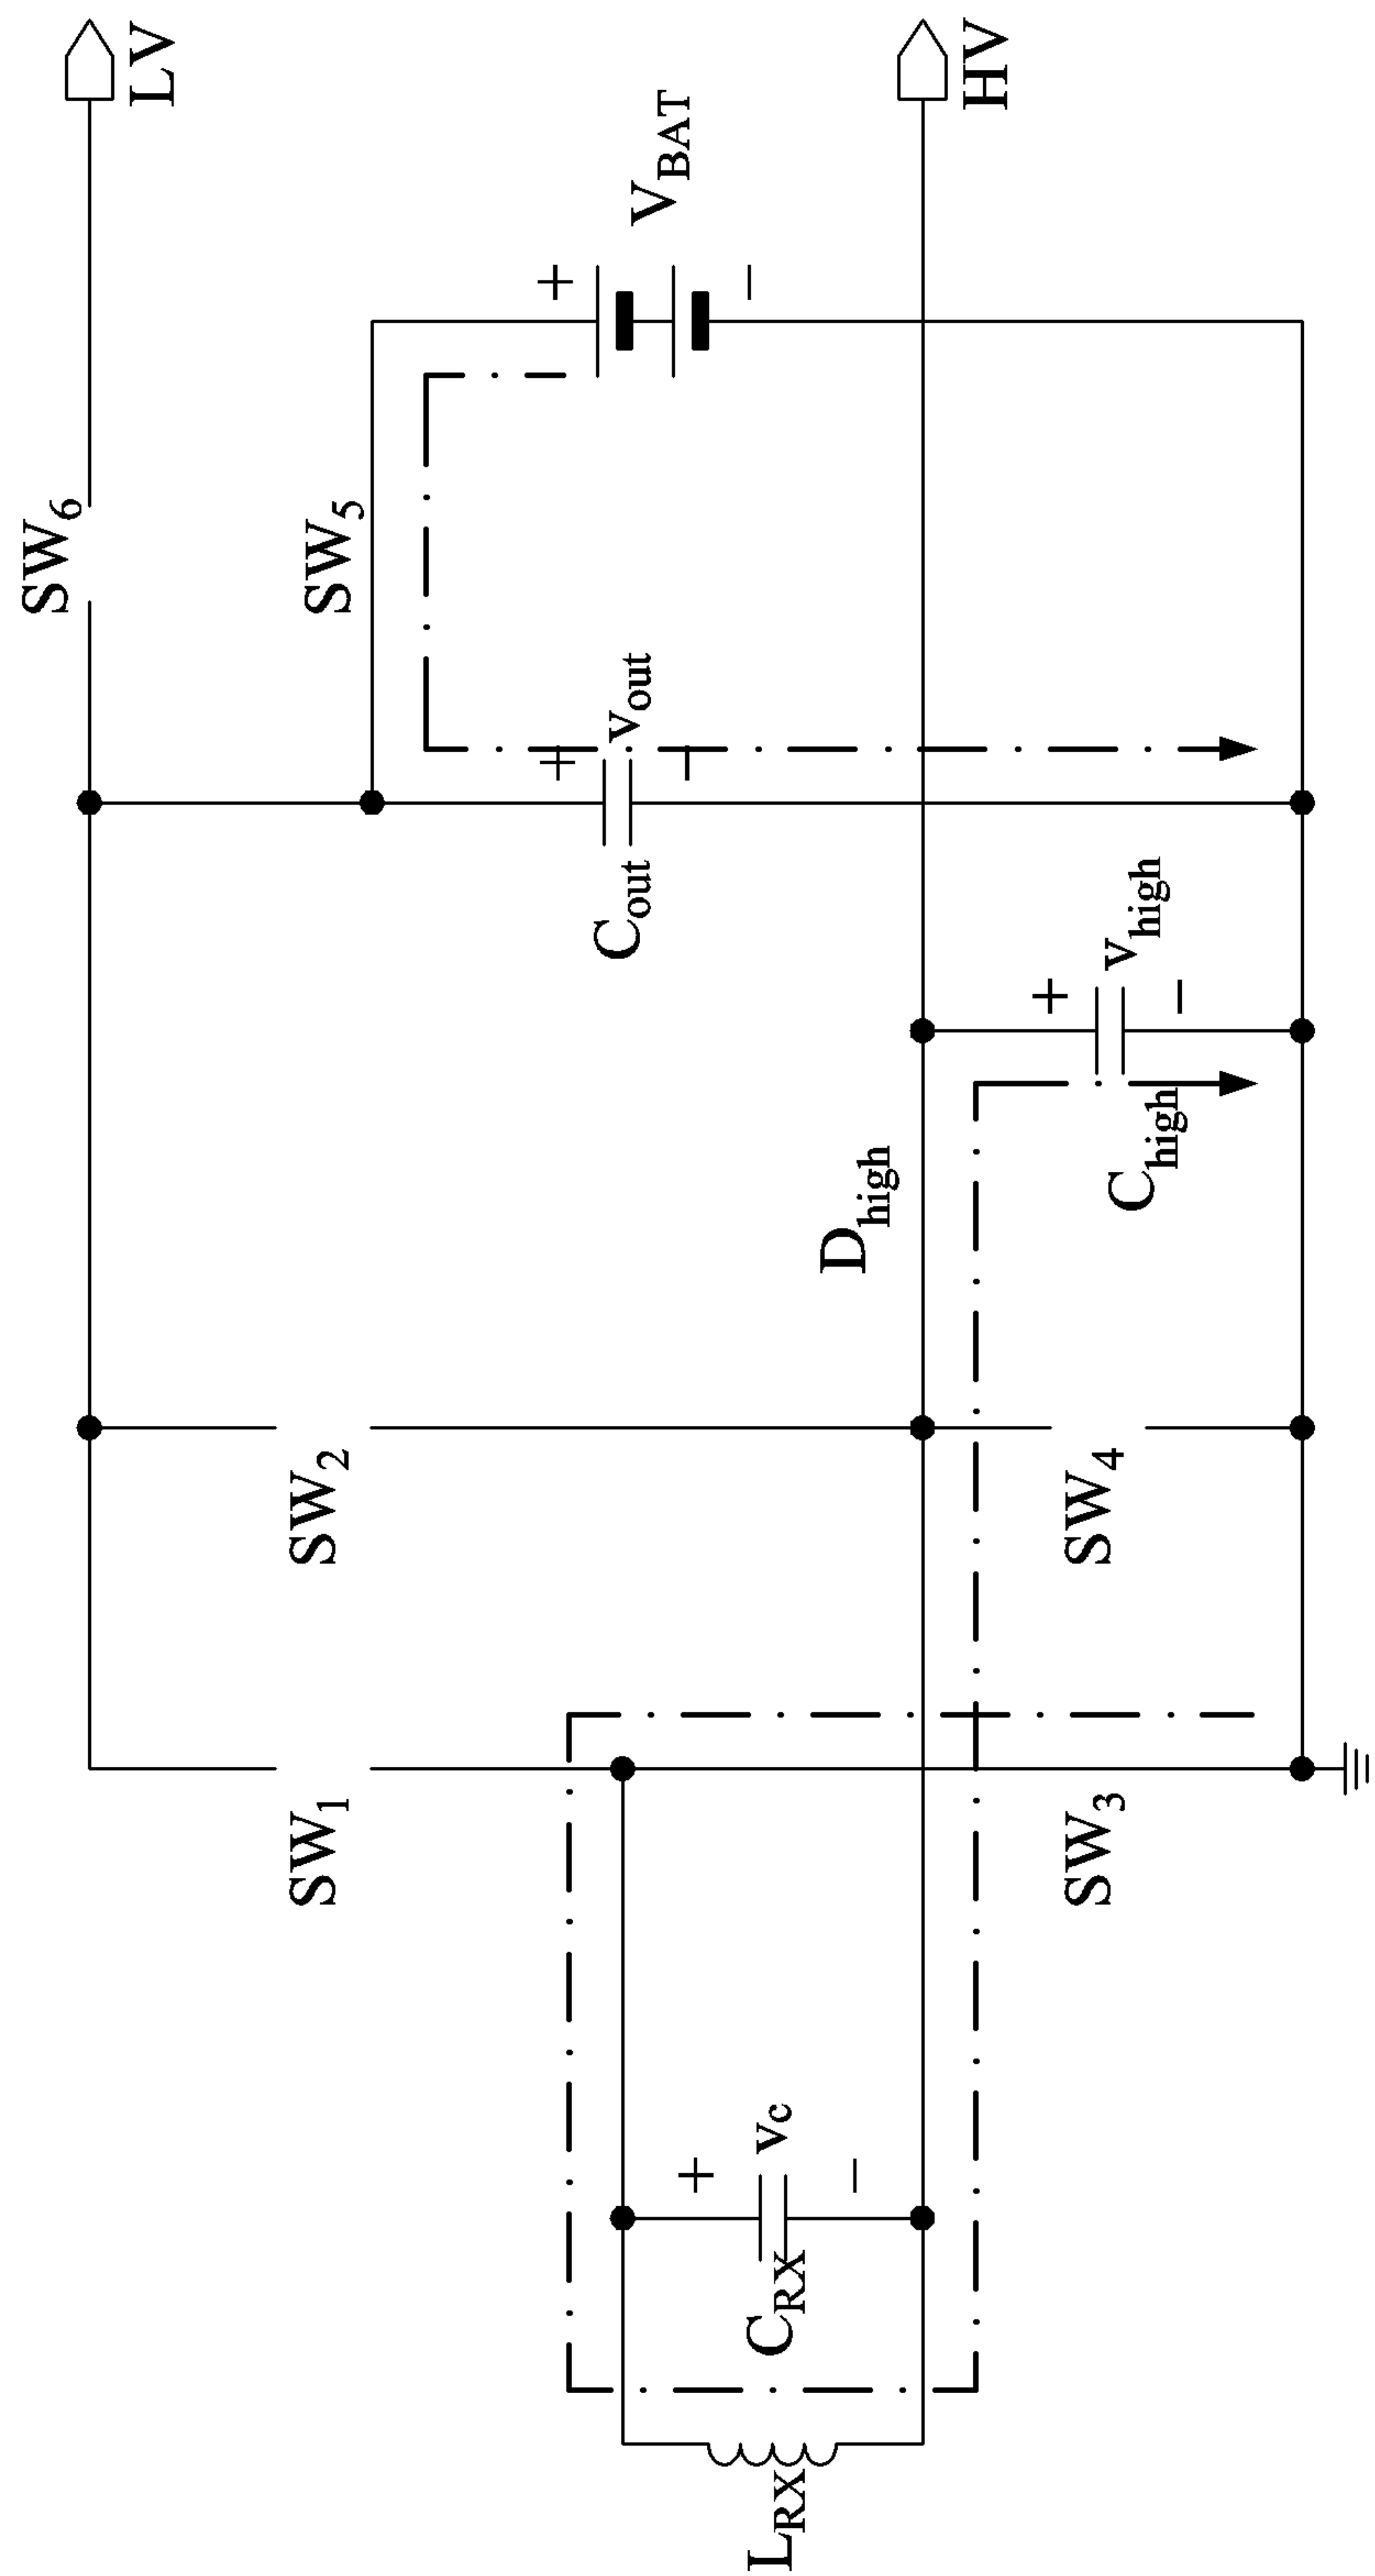 LV
HV
V_BAT
SW_6
SW_5
+
−
+
v_out
−
C_out
+
v_high
−
C_high
D_high
SW_2
SW_4
SW_1
SW_3
+
v_c
−
C_RX
L_RX